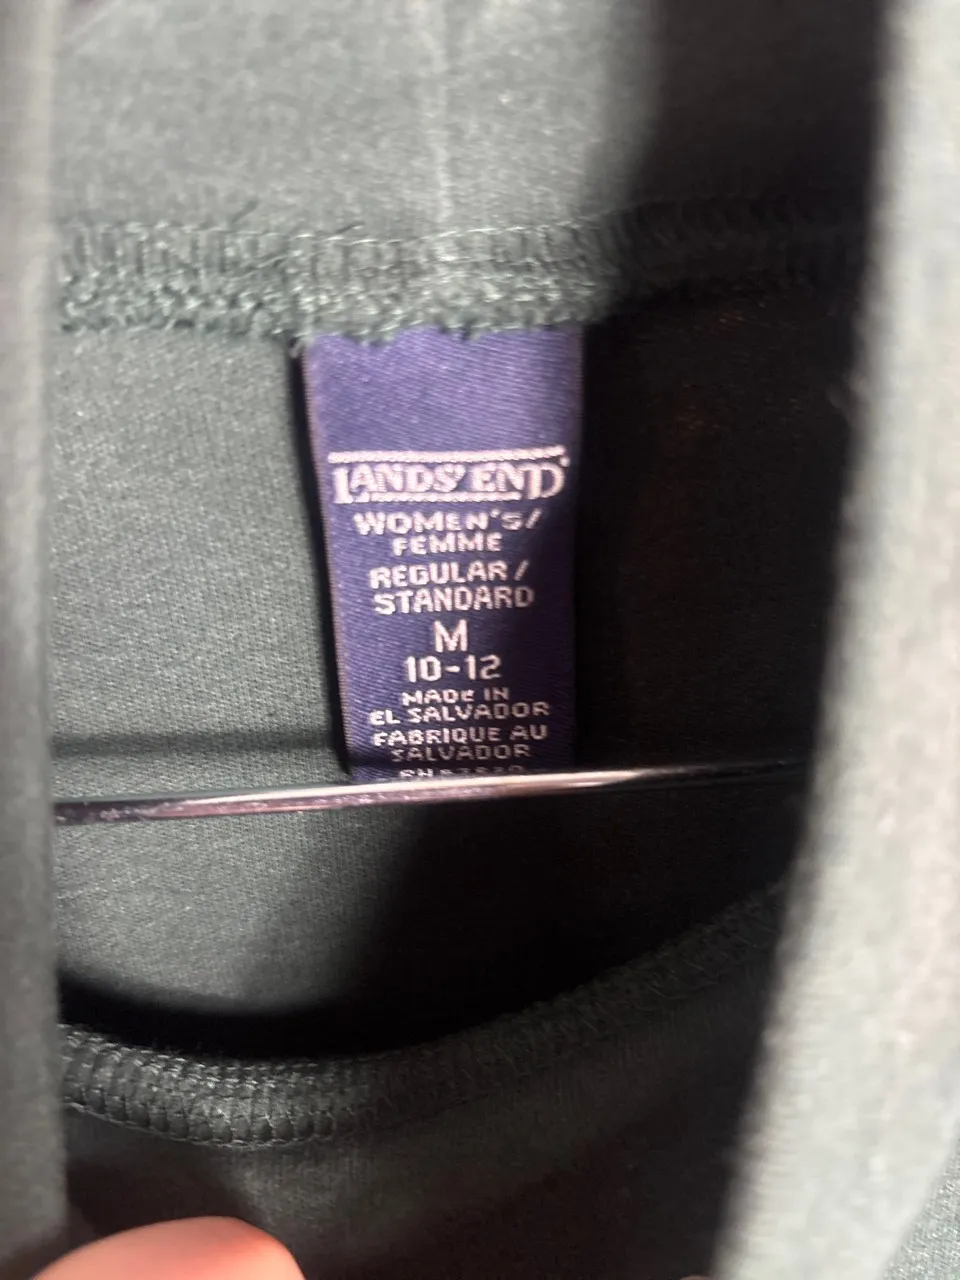 LANDS' END
WOMEN'S/
FEMME
REGULAR/
STANDARD
M
10-12
MADE IN
EL SALVADOR
FABRIQUE AU
SALVADOR